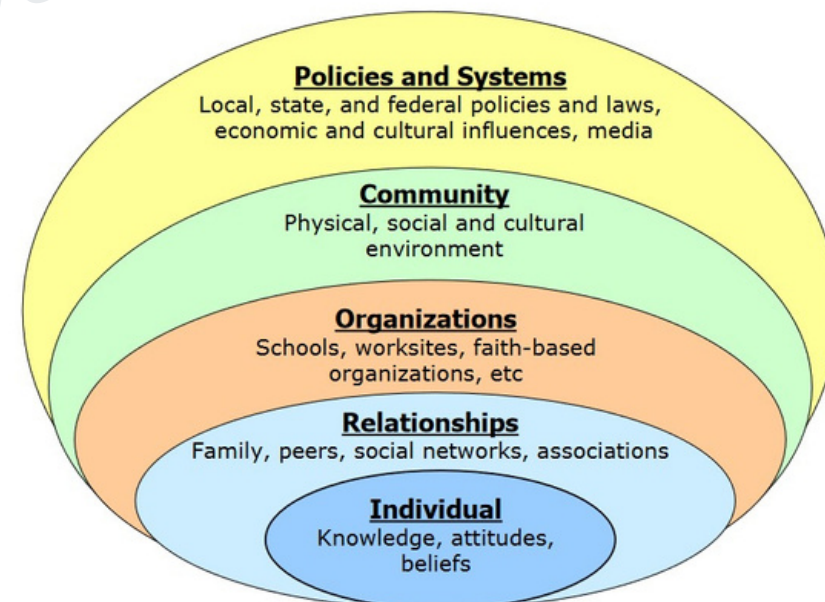 Policies and Systems
Local, state, and federal policies and laws,
economic and cultural influences, media
Community
Physical, social and cultural
environment
Organizations
Schools, worksites, faith-based
organizations, etc
Relationships
Family, peers, social networks, associations
Individual
Knowledge, attitudes,
beliefs